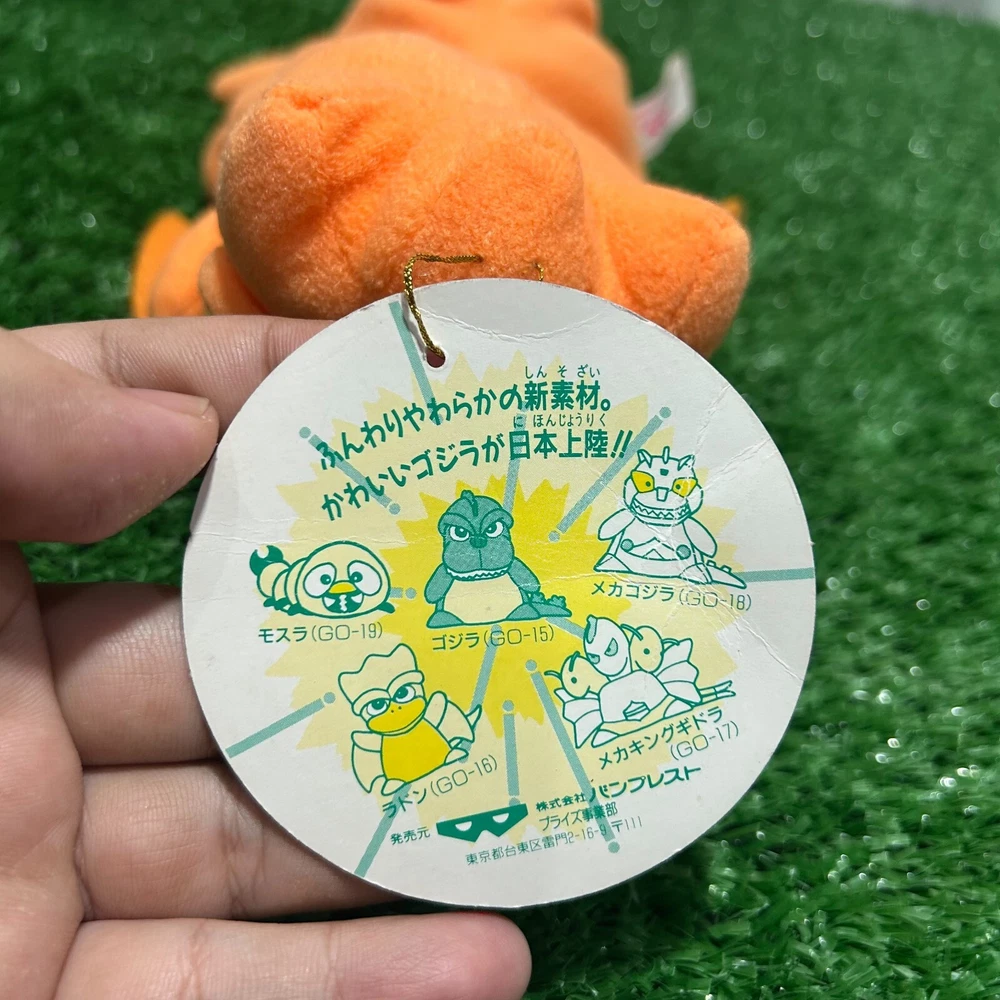 しん そ ざい
ふんわりやわらかの新素材。
に ほんじょうりく
かわいいゴジラが日本上陸!!
モスラ(GO-19)
ゴジラ(GO-15)
メカゴジラ(GO-18)
ラドン(GO-16)
メカキングギドラ
(GO-17)
発売元
株式会社バンプレスト
プライズ事業部
東京都台東区雷門2-16-9 〒111